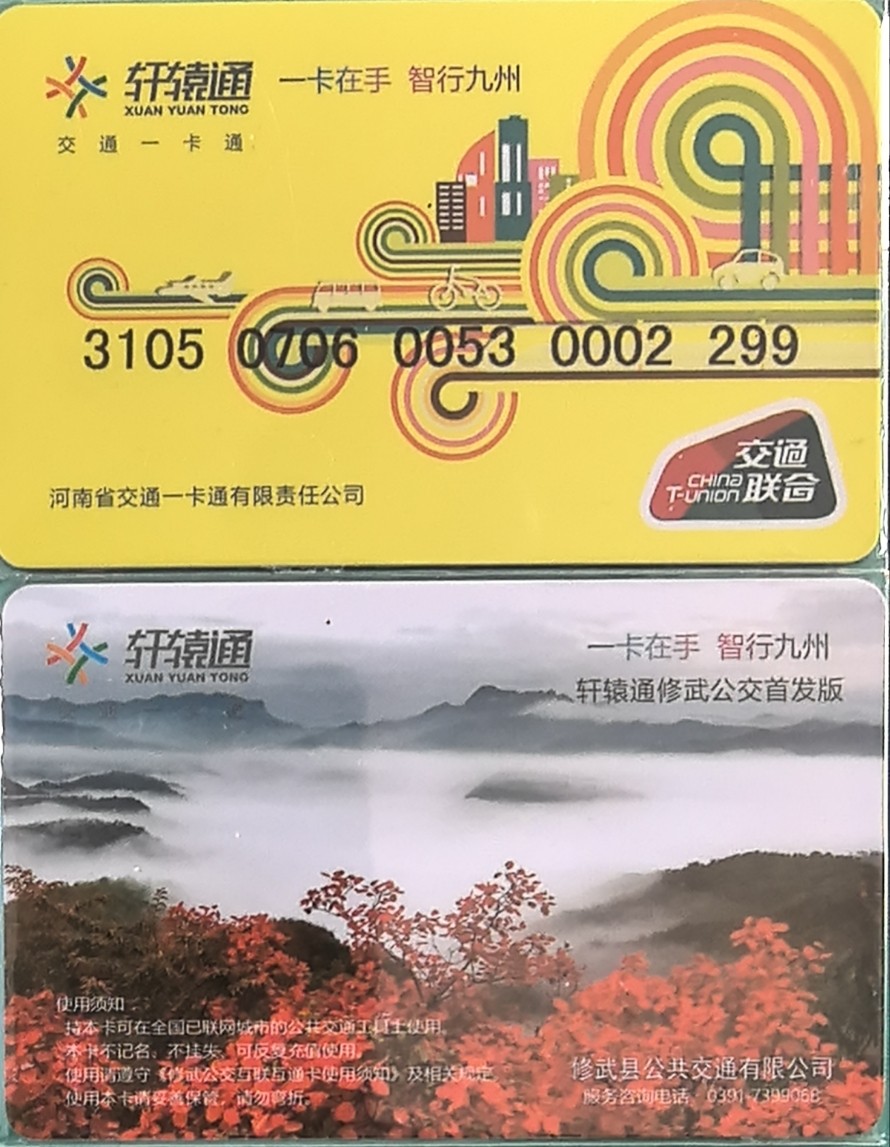 轩辕通
XUAN YUAN TONG
交通一卡通
一卡在手 智行九州
3105 0706 0053 0002 299
河南省交通一卡通有限责任公司
交通
联合
CHINA
T-UNION
轩辕通
XUAN YUAN TONG
一卡在手 智行九州
轩辕通修武公交首发版
使用须知：
持本卡可在全国已联网城市的公共交通工具上使用。
本卡不记名、不挂失、可反复充值使用。
使用请遵守《修武公交互联互通卡使用须知》及相关规定
使用本卡请妥善保管，请勿弯折。
修武县公共交通有限公司
服务咨询电话：0391-7399068